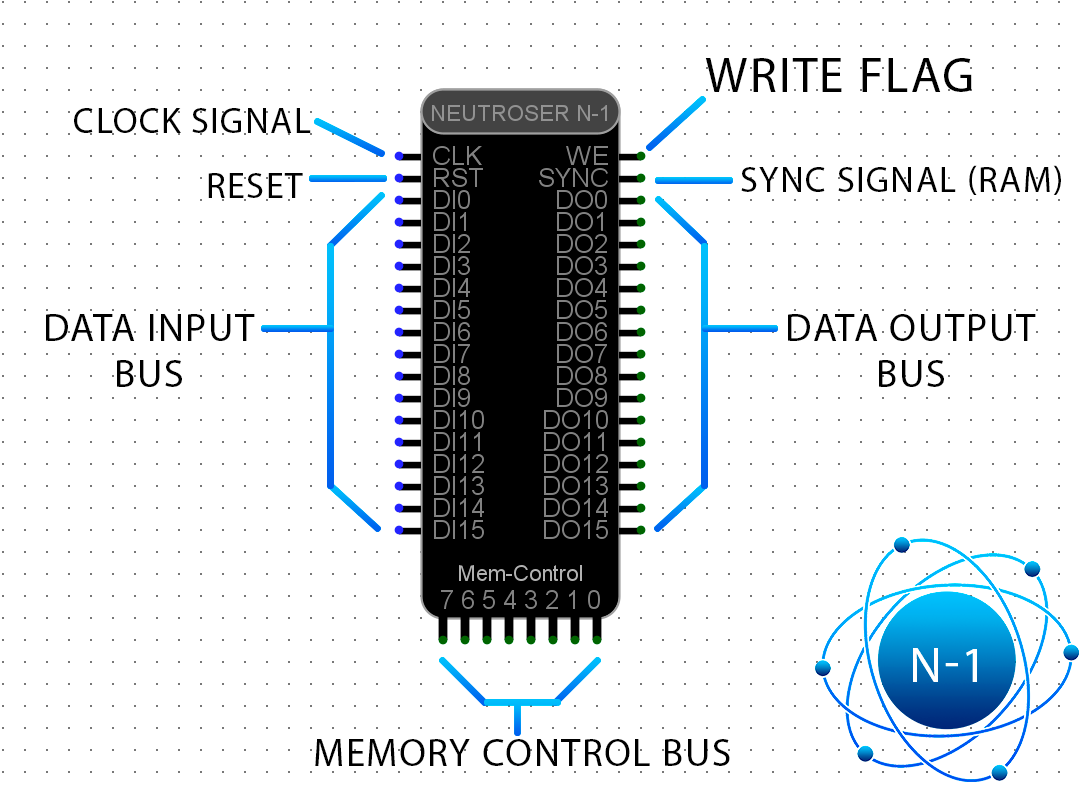 WRITE FLAG
CLOCK SIGNAL
NEUTROSER N-1
CLK WE
RESET
RST SYNC
SYNC SIGNAL (RAM)
DI0 DO0
DI1 DO1
DI2 DO2
DI3 DO3
DI4 DO4
DI5 DO5
DI6 DO6
DI7 DO7
DI8 DO8
DI9 DO9
DI10 DO10
DI11 DO11
DI12 DO12
DI13 DO13
DI14 DO14
DI15 DO15
DATA INPUT
BUS
DATA OUTPUT
BUS
Mem-Control
7 6 5 4 3 2 1 0
N-1
MEMORY CONTROL BUS